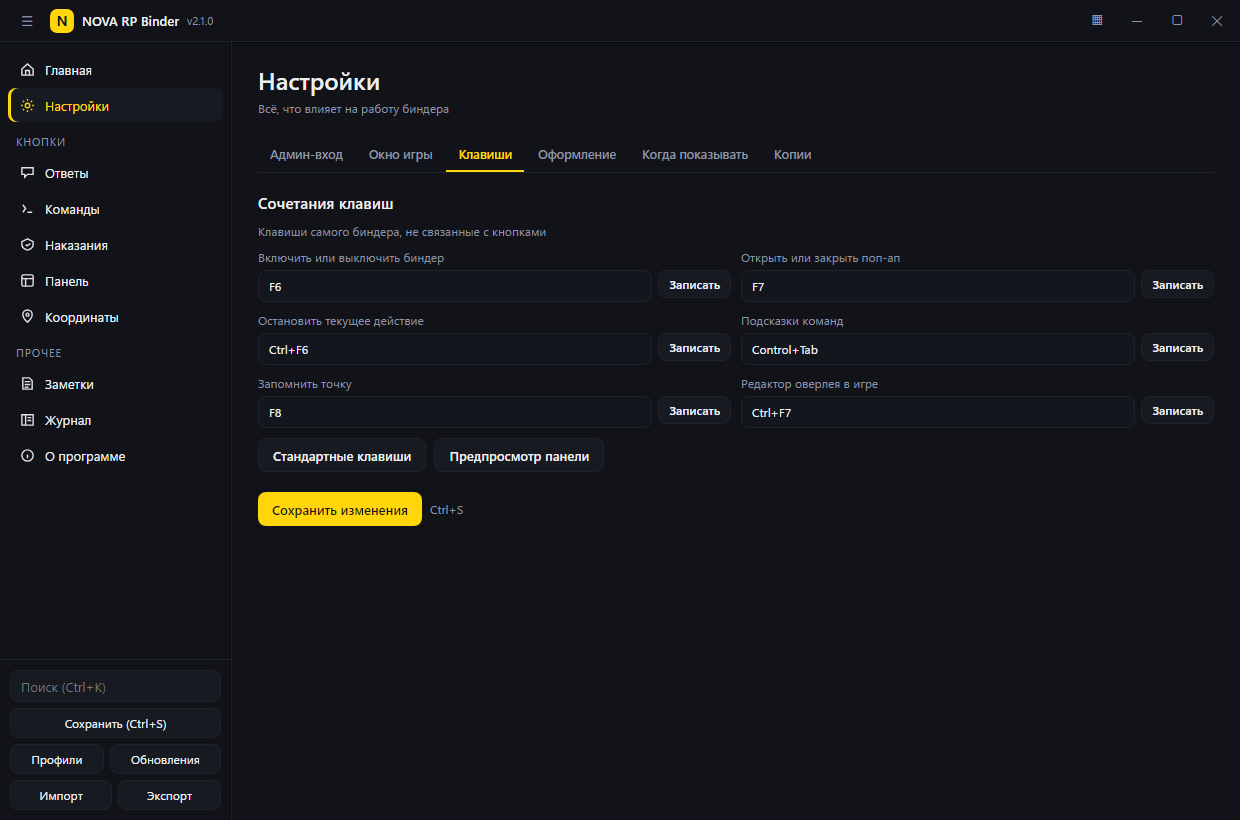 N NOVA RP Binder v2.1.0
Главная
Настройки
КНОПКИ
Ответы
Команды
Наказания
Панель
Координаты
ПРОЧЕЕ
Заметки
Журнал
О программе
Поиск (Ctrl+K)
Сохранить (Ctrl+S)
Профили Обновления
Импорт Экспорт
Настройки
Всё, что влияет на работу биндера
Админ-вход Окно игры Клавиши Оформление Когда показывать Копии
Сочетания клавиш
Клавиши самого биндера, не связанные с кнопками
Включить или выключить биндер Открыть или закрыть поп-ап
F6 Записать F7 Записать
Остановить текущее действие Подсказки команд
Ctrl+F6 Записать Control+Tab Записать
Запомнить точку Редактор оверлея в игре
F8 Записать Ctrl+F7 Записать
Стандартные клавиши Предпросмотр панели
Сохранить изменения Ctrl+S